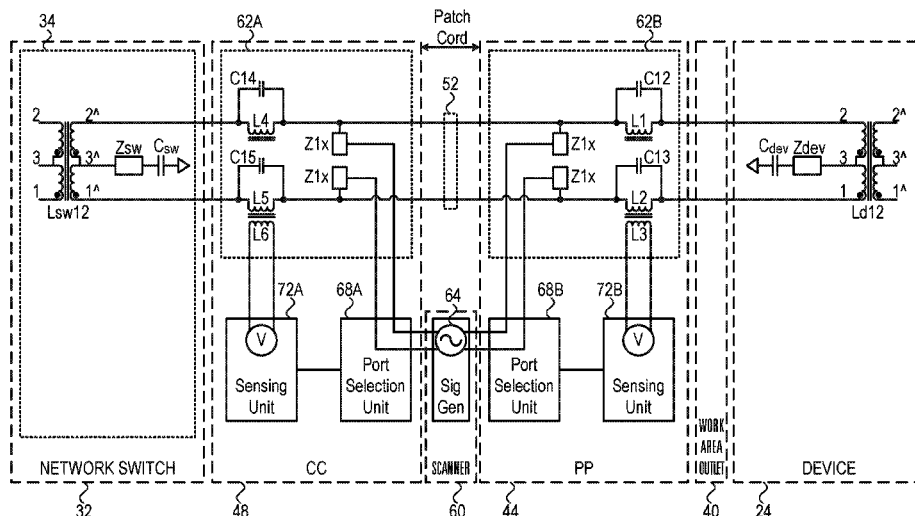 34
62A
Patch
Cord
62B
C14
52
C12
2
2^
L4
L1
2
2^
Z1x
Z1x
3
3^
Zsw
Csw
C15
Z1x
Z1x
C13
Cdev
Zdev
3
3^
1
1^
L5
L2
1
1^
Lsw12
L6
L3
Ld12
72A
68A
64
68B
72B
V
V
Sensing
Unit
Port
Selection
Unit
Sig
Gen
Port
Selection
Unit
Sensing
Unit
NETWORK SWITCH
CC
SCANNER
PP
WORK
AREA
OUTLET
DEVICE
32
48
60
44
40
24